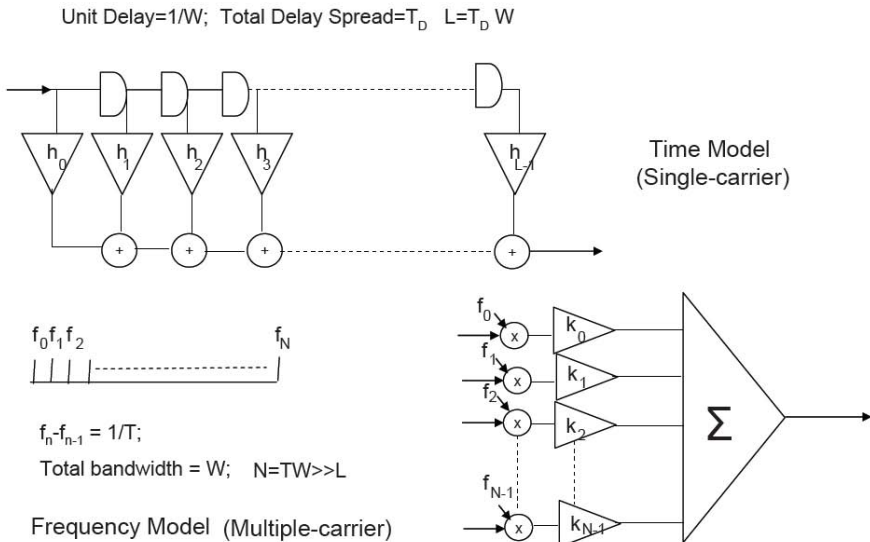 Unit Delay=1/W; Total Delay Spread=T_D L=T_D W
h_0 h_1 h_2 h_3 h_L-1
Time Model
(Single-carrier)
+ + + +
f_0 f_1 f_2 f_N
f_n-f_n-1 = 1/T;
Total bandwidth = W; N=TW>>L
Frequency Model (Multiple-carrier)
f_0
x k_0
f_1
x k_1
f_2
x k_2
Σ
f_N-1
x k_N-1